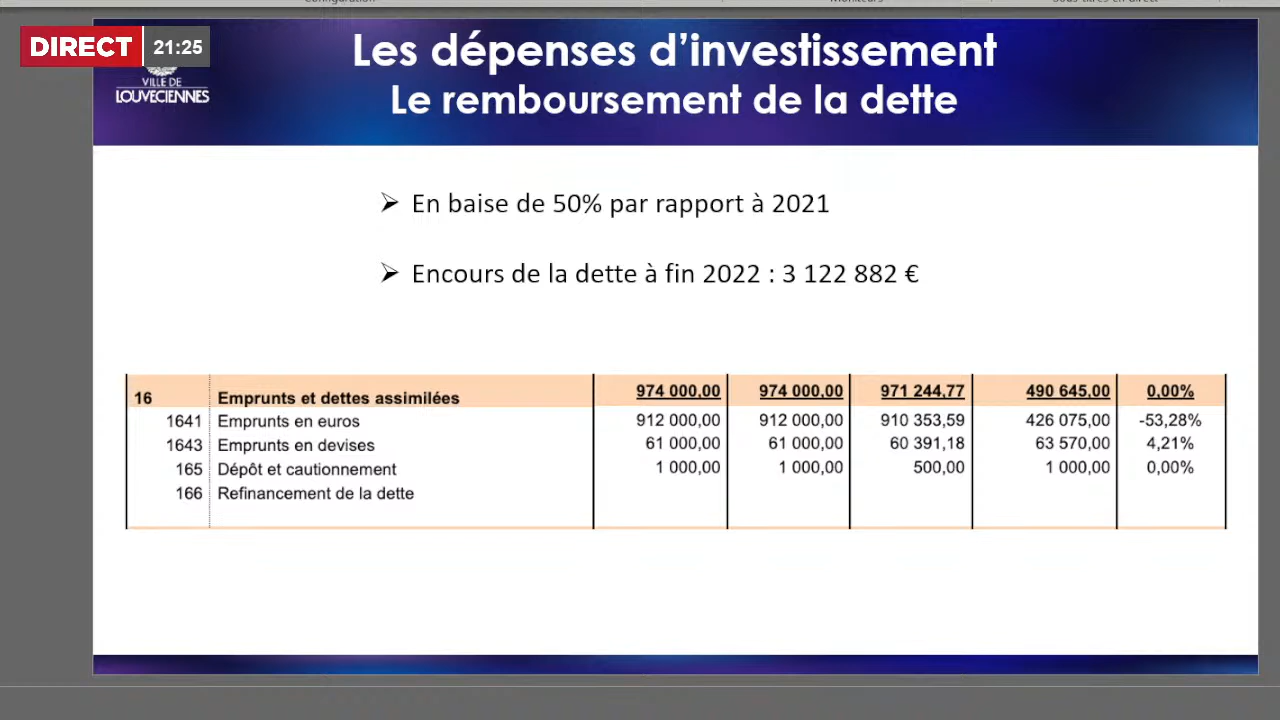 DIRECT 21:25
Les dépenses d'investissement
Le remboursement de la dette
VILLE DE
LOUVECIENNES
En baise de 50% par rapport à 2021
Encours de la dette à fin 2022 : 3 122 882 €
16 Emprunts et dettes assimilées 974 000,00 974 000,00 971 244,77 490 645,00 0,00%
1641 Emprunts en euros 912 000,00 912 000,00 910 353,59 426 075,00 -53,28%
1643 Emprunts en devises 61 000,00 61 000,00 60 391,18 63 570,00 4,21%
165 Dépôt et cautionnement 1 000,00 1 000,00 500,00 1 000,00 0,00%
166 Refinancement de la dette